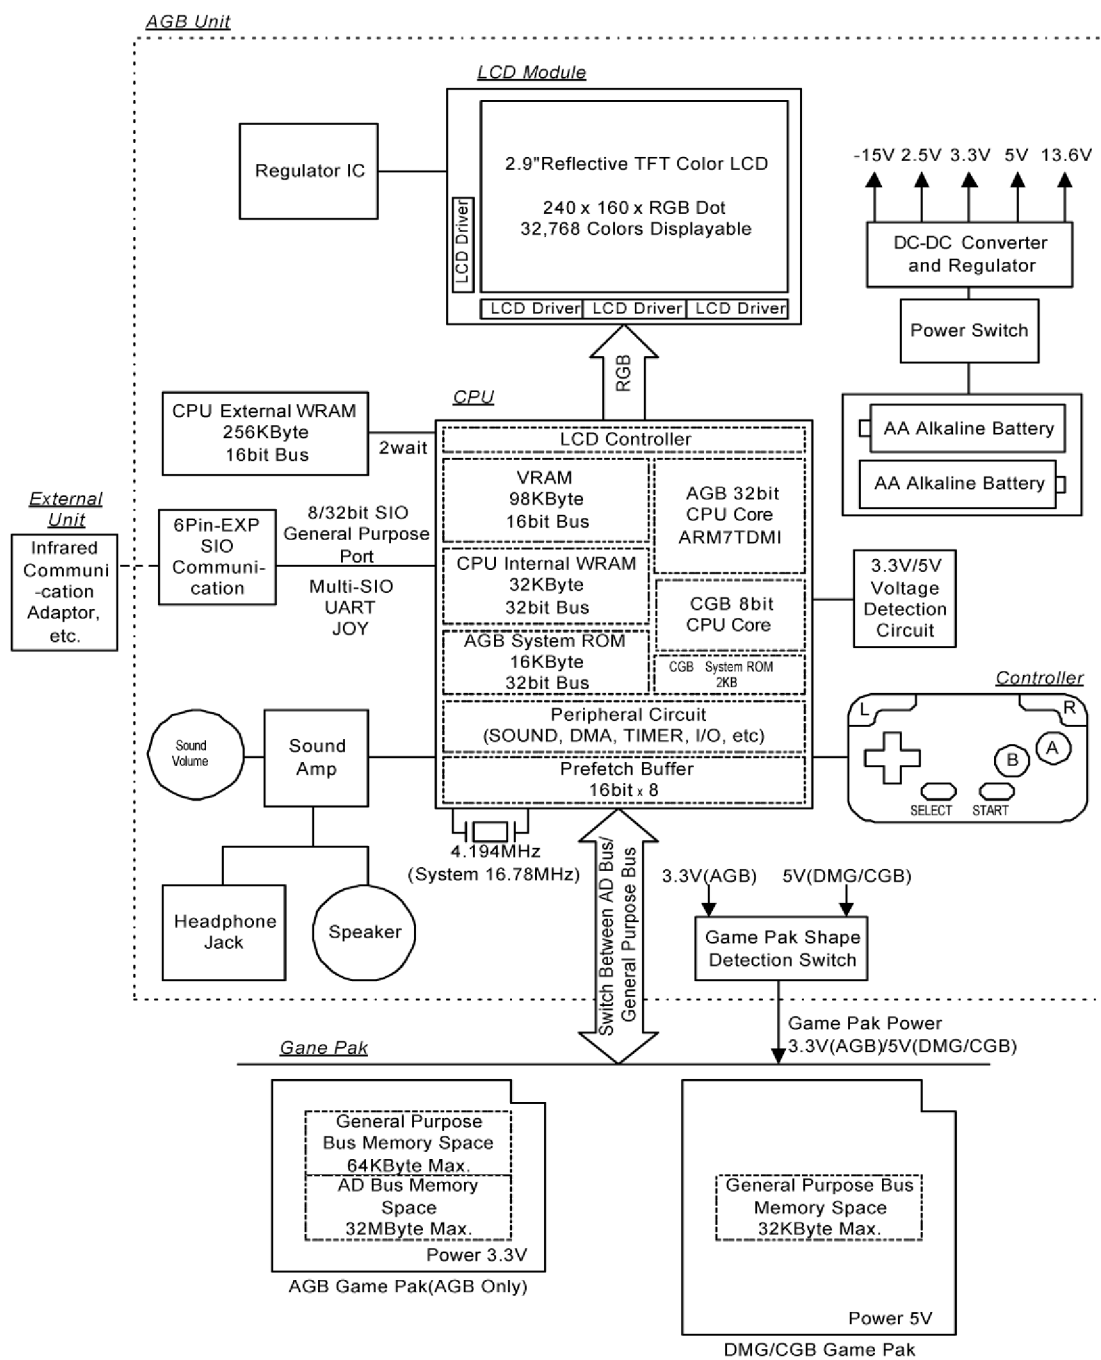 AGB Unit
LCD Module
Regulator IC
2.9"Reflective TFT Color LCD
240 x 160 x RGB Dot
32,768 Colors Displayable
LCD Driver
LCD Driver
LCD Driver
LCD Driver
-15V
2.5V
3.3V
5V
13.6V
DC-DC Converter
and Regulator
Power Switch
AA Alkaline Battery
AA Alkaline Battery
RGB
CPU
CPU External WRAM
256KByte
16bit Bus
2wait
LCD Controller
VRAM
98KByte
16bit Bus
AGB 32bit
CPU Core
ARM7TDMI
External
Unit
Infrared
Communi
-cation
Adaptor,
etc.
6Pin-EXP
SIO
Communi-
cation
8/32bit SIO
General Purpose
Port
Multi-SIO
UART
JOY
CPU Internal WRAM
32KByte
32bit Bus
CGB 8bit
CPU Core
3.3V/5V
Voltage
Detection
Circuit
AGB System ROM
16KByte
32bit Bus
CGB System ROM
2KB
Controller
L
R
A
B
SELECT
START
Sound
Volume
Sound
Amp
Peripheral Circuit
(SOUND, DMA, TIMER, I/O, etc)
Prefetch Buffer
16bit x 8
4.194MHz
(System 16.78MHz)
Headphone
Jack
Speaker
Switch Between AD Bus/
General Purpose Bus
3.3V(AGB)
5V(DMG/CGB)
Game Pak Shape
Detection Switch
Game Pak Power
3.3V(AGB)/5V(DMG/CGB)
Gane Pak
General Purpose
Bus Memory Space
64KByte Max.
AD Bus Memory
Space
32MByte Max.
Power 3.3V
AGB Game Pak(AGB Only)
General Purpose Bus
Memory Space
32KByte Max.
Power 5V
DMG/CGB Game Pak